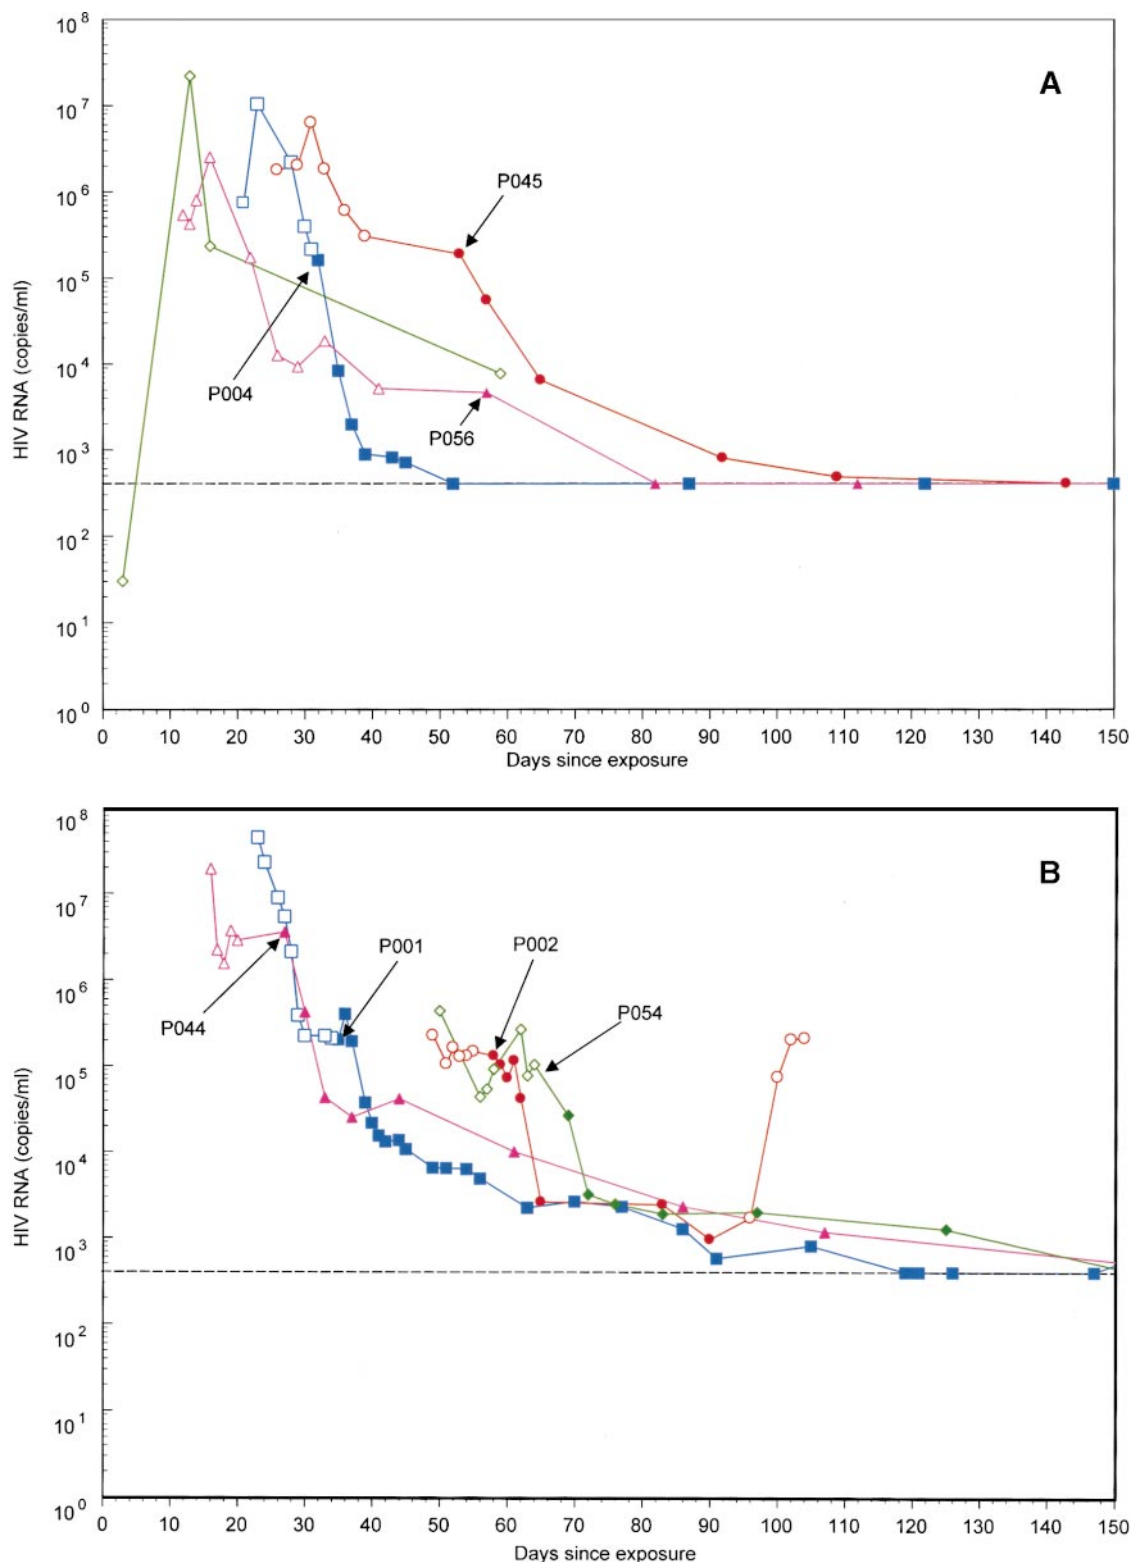 10^8
A
10^7
10^6
P045
10^5
P004
10^4
P056
10^3
10^2
10^1
10^0
HIV RNA (copies/ml)
0 10 20 30 40 50 60 70 80 90 100 110 120 130 140 150
Days since exposure
10^8
B
10^7
P001
P002
10^6
P044
P054
10^5
10^4
10^3
10^2
10^1
10^0
HIV RNA (copies/ml)
0 10 20 30 40 50 60 70 80 90 100 110 120 130 140 150
Days since exposure